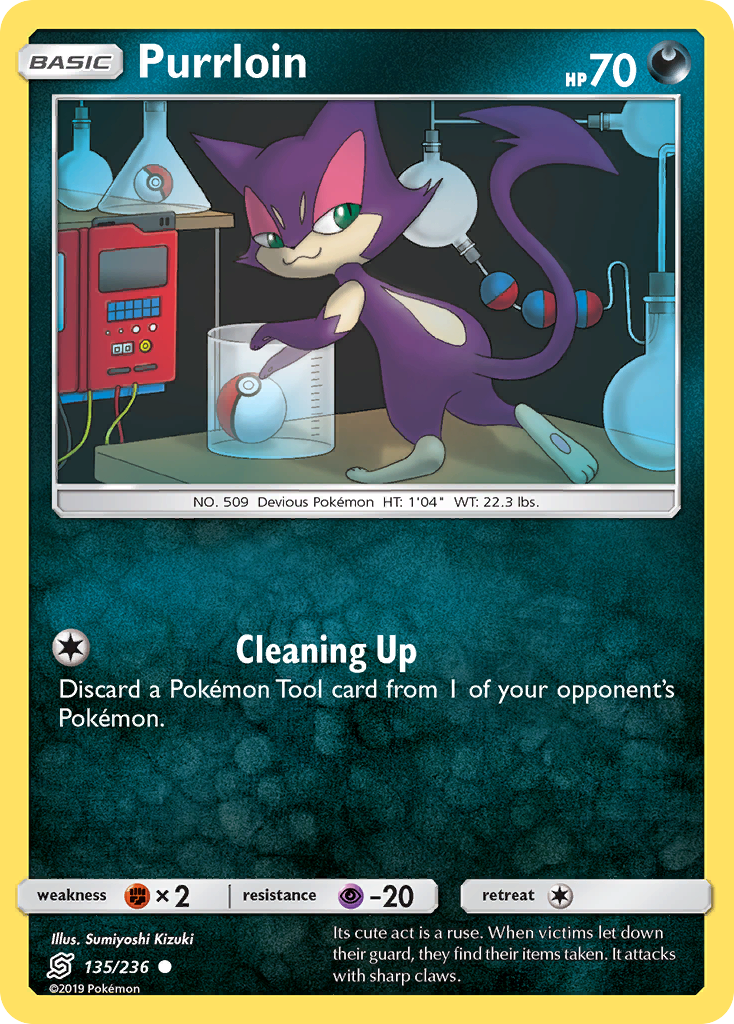 BASIC Purrloin HP 70
NO. 509 Devious Pokémon HT: 1'04" WT: 22.3 lbs.
Cleaning Up
Discard a Pokémon Tool card from 1 of your opponent's
Pokémon.
weakness × 2 resistance -20 retreat
Illus. Sumiyoshi Kizuki
135/236
©2019 Pokémon
Its cute act is a ruse. When victims let down
their guard, they find their items taken. It attacks
with sharp claws.